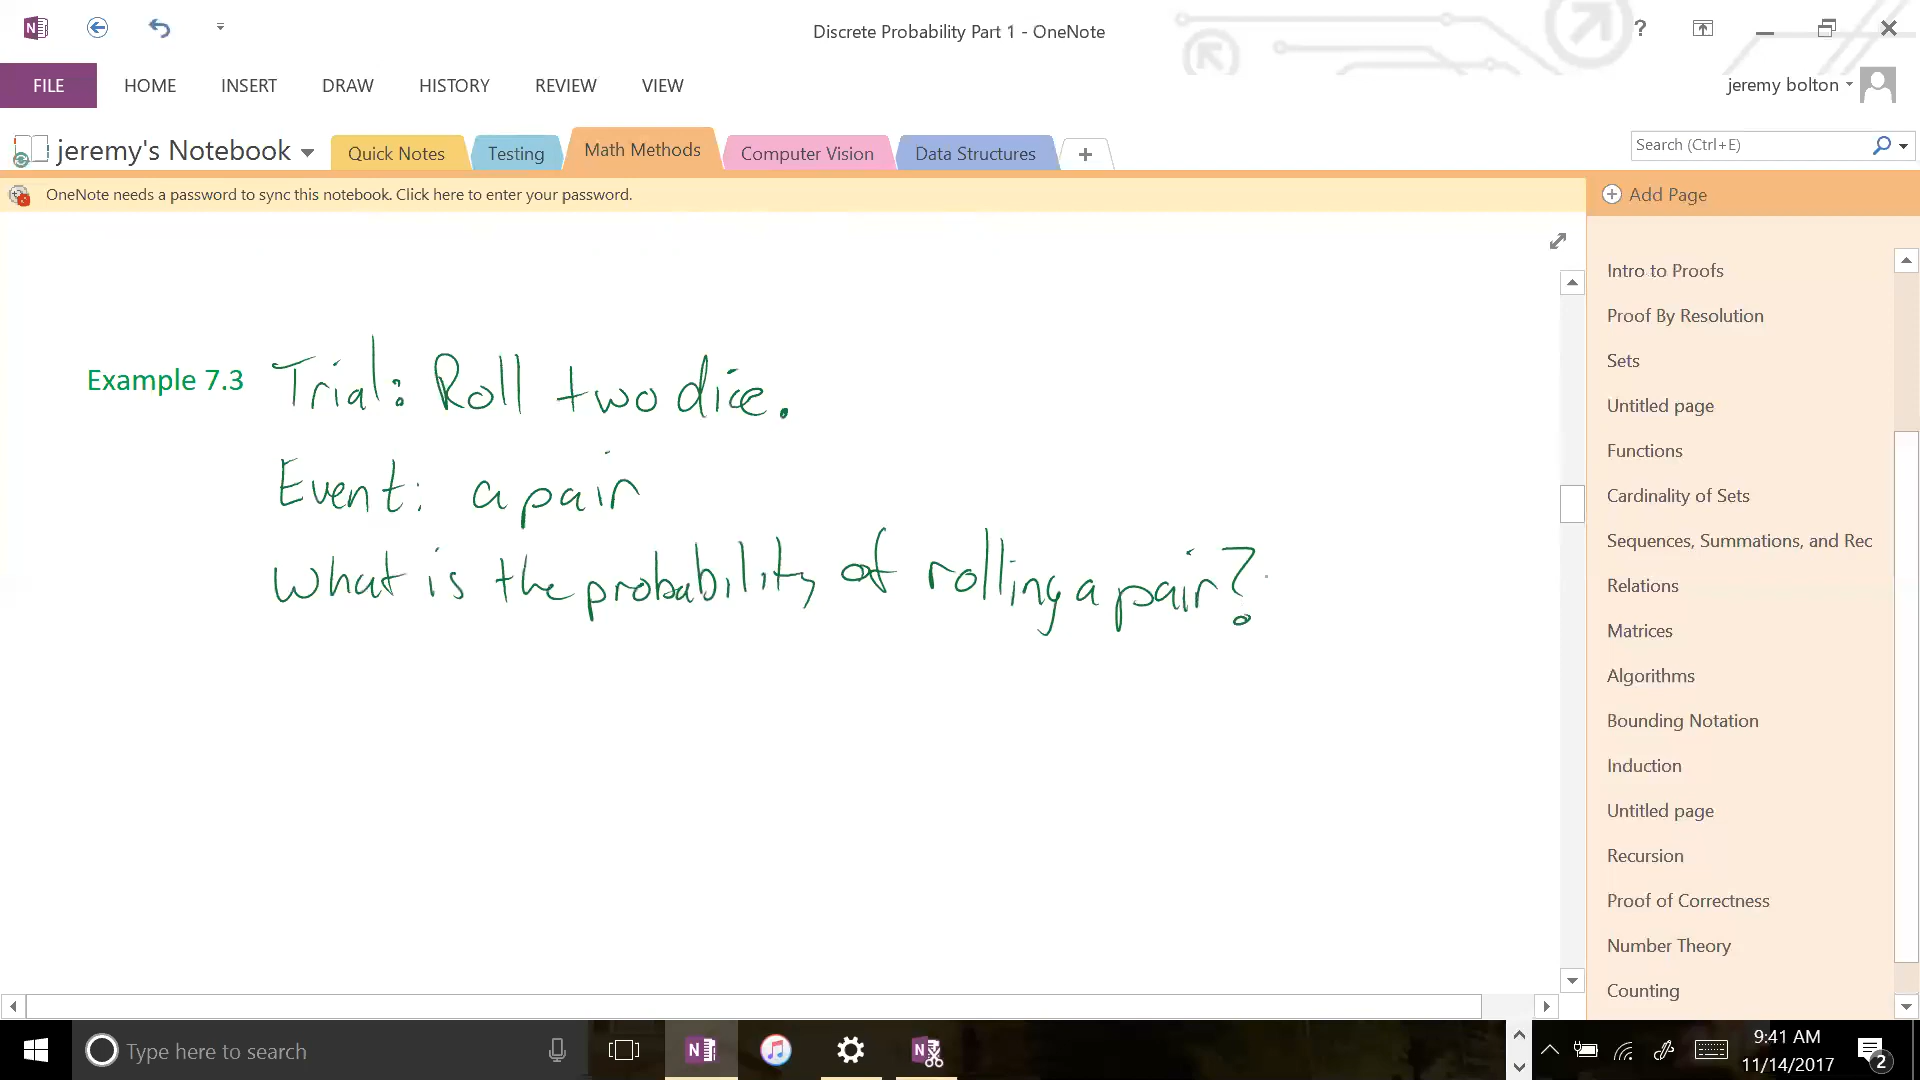 Discrete Probability Part 1 - OneNote
?
FILE HOME INSERT DRAW HISTORY REVIEW VIEW
jeremy bolton
jeremy's Notebook
Quick Notes
Testing
Math Methods
Computer Vision
Data Structures
+
Search (Ctrl+E)
OneNote needs a password to sync this notebook. Click here to enter your password.
Add Page
Example 7.3 Trial: Roll two dice.
Event: a pair
What is the probability of rolling a pair?
Intro to Proofs
Proof By Resolution
Sets
Untitled page
Functions
Cardinality of Sets
Sequences, Summations, and Rec
Relations
Matrices
Algorithms
Bounding Notation
Induction
Untitled page
Recursion
Proof of Correctness
Number Theory
Counting
Type here to search
9:41 AM
11/14/2017
2